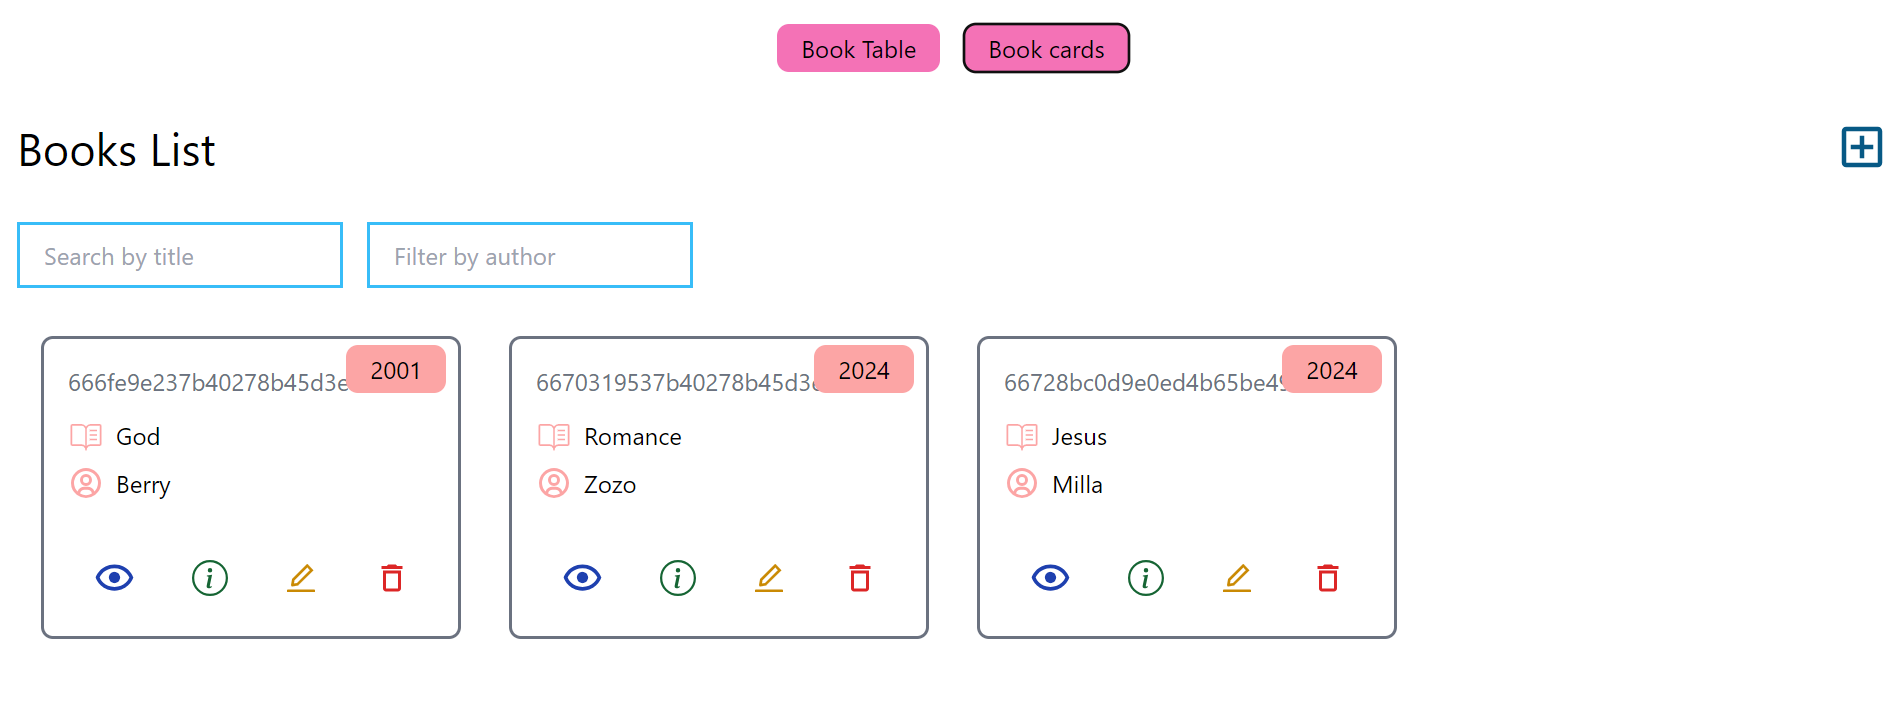 Book Table Book cards
Books List
Search by title Filter by author
2001 2024 2024
666fe9e237b40278b45d3e 6670319537b40278b45d3 66728bc0d9e0ed4b65be4
God Romance Jesus
Berry Zozo Milla